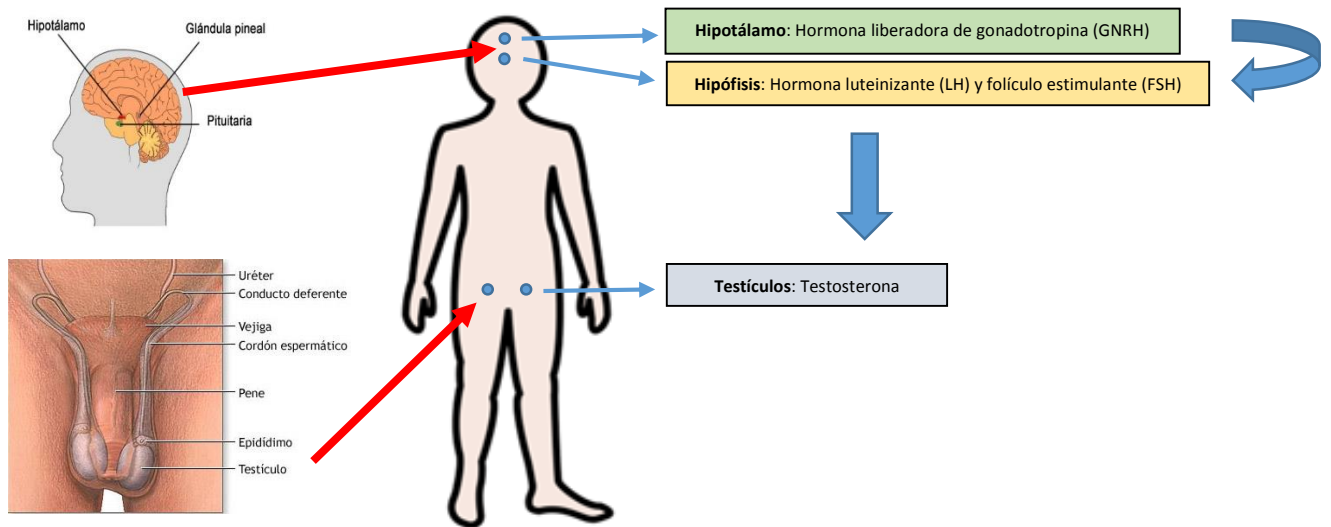 Hipotálamo
Glándula pineal
Pituitaria
Hipotálamo: Hormona liberadora de gonadotropina (GNRH)
Hipófisis: Hormona luteinizante (LH) y folículo estimulante (FSH)
Testículos: Testosterona
Uréter
Conducto deferente
Vejiga
Cordón espermático
Pene
Epidídimo
Testículo